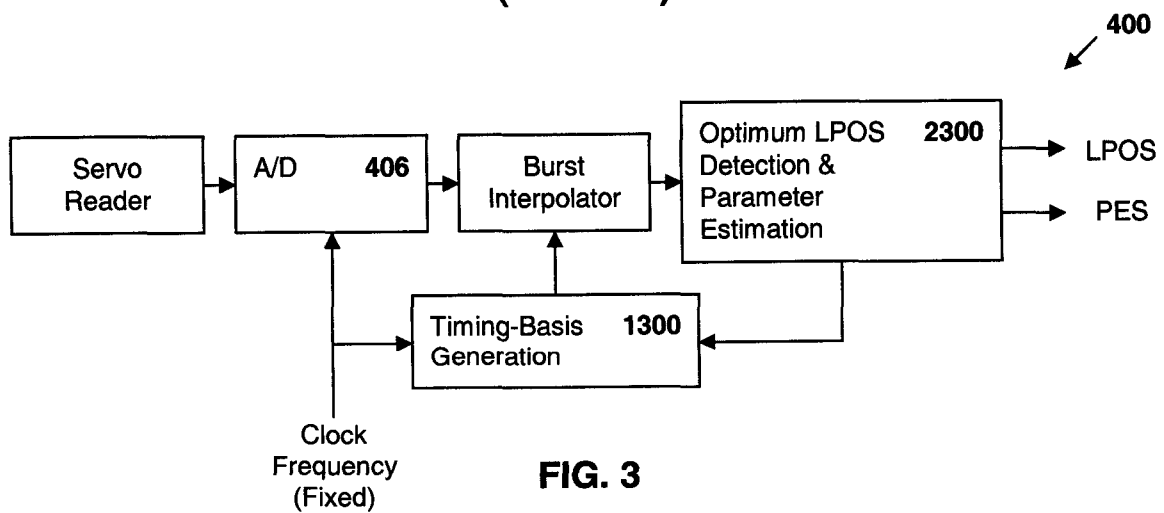 400
Servo
Reader
A/D 406
Burst
Interpolator
Optimum LPOS 2300
Detection &
Parameter
Estimation
LPOS
PES
Timing-Basis 1300
Generation
Clock
Frequency
(Fixed)
FIG. 3